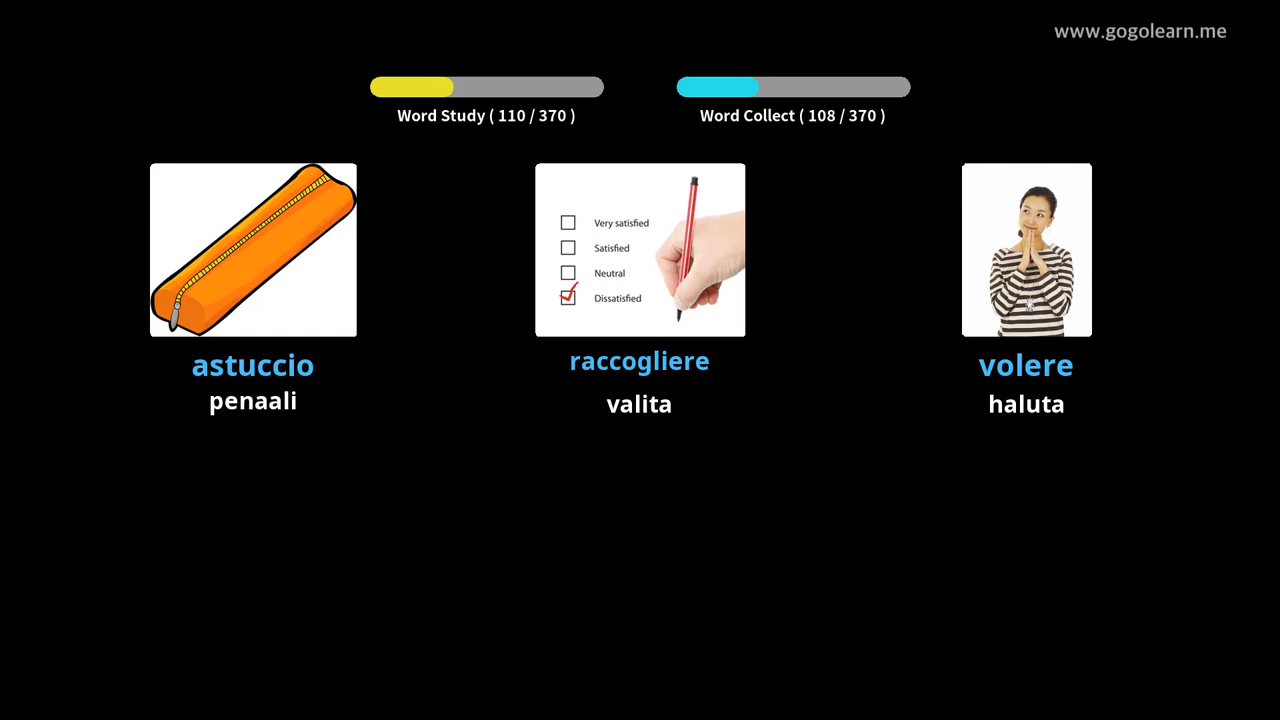 www.gogolearn.me
Word Study ( 110 / 370 )
Word Collect ( 108 / 370 )
Very satisfied
Satisfied
Neutral
Dissatisfied
astuccio
penaali
raccogliere
valita
volere
haluta